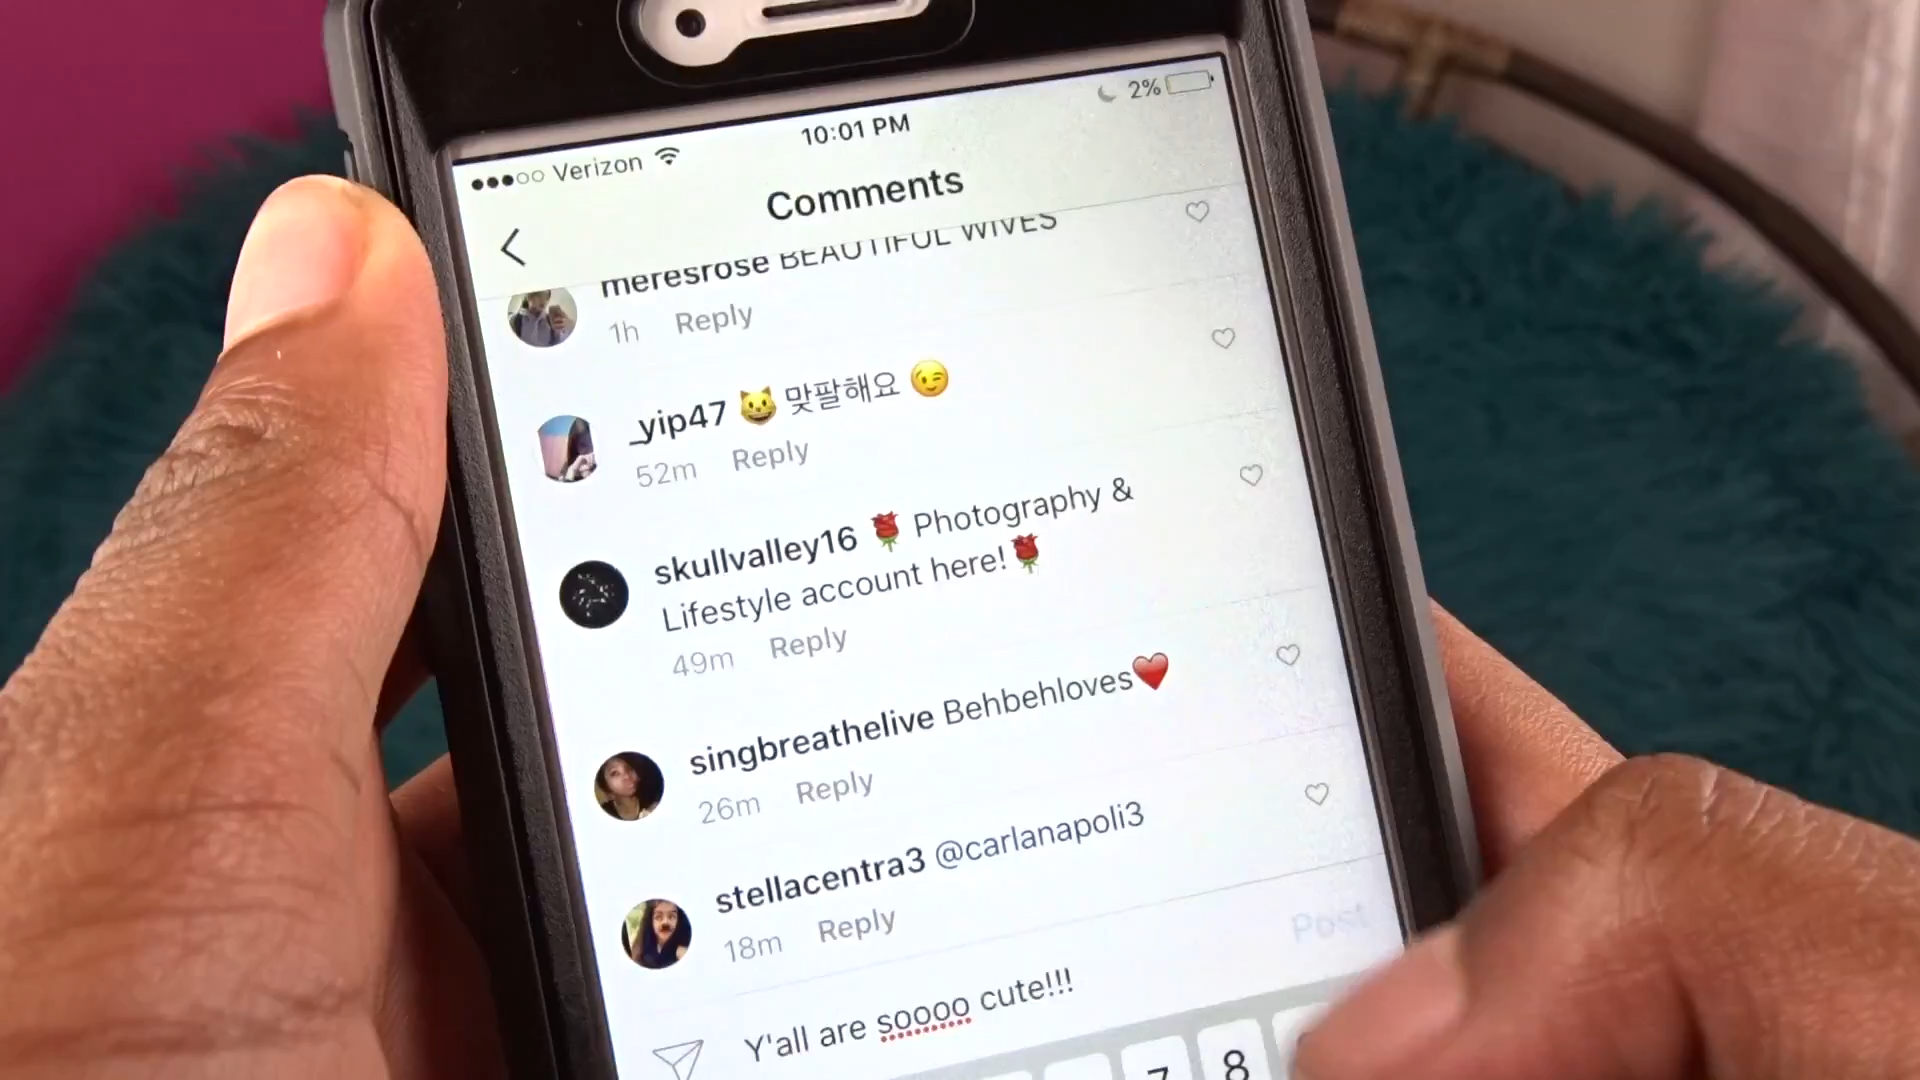 2%
10:01 PM
Verizon
Comments
meresrose BEAUTIFUL WIVES
1h Reply
_yip47 😺 맞팔해요 😉
52m Reply
skullvalley16 🌹 Photography &
Lifestyle account here!🌹
49m Reply
singbreathelive Behbehloves❤️
26m Reply
stellacentra3 @carlanapoli3
18m Reply
Post
Y'all are soooo cute!!!
7 8